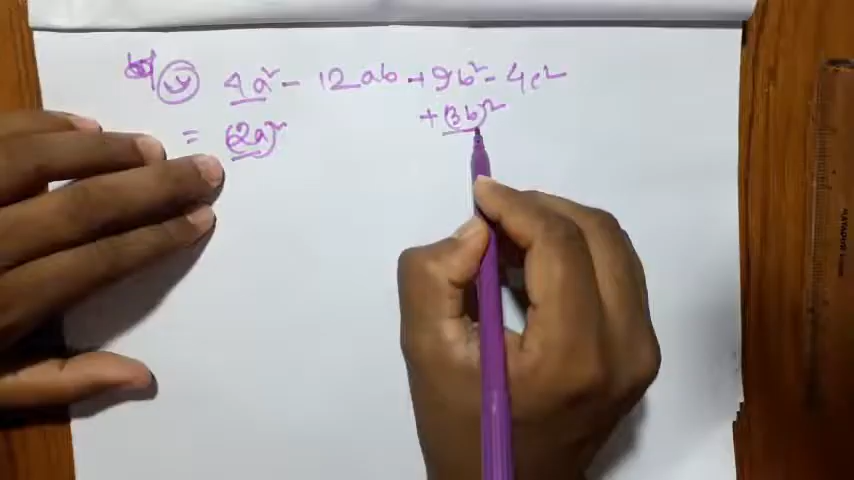 4a² - 12ab + 9b² - 4c²
= (2a)² + (3b)²